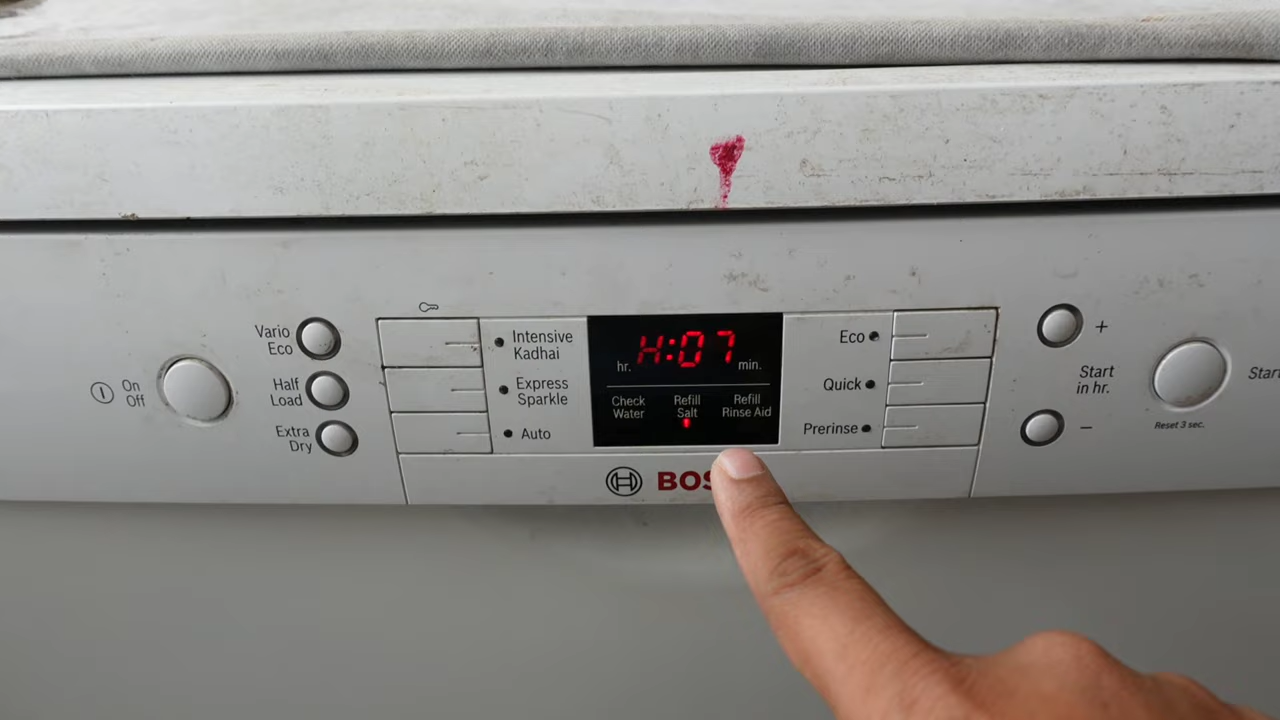 On
Off
Vario
Eco
Half
Load
Extra
Dry
Intensive
Kadhai
Express
Sparkle
Auto
H:07
hr.
min.
Check
Water
Refill
Salt
Refill
Rinse Aid
BOS
Eco
Quick
Prerinse
+
Start
in hr.
−
Start
Reset 3 sec.